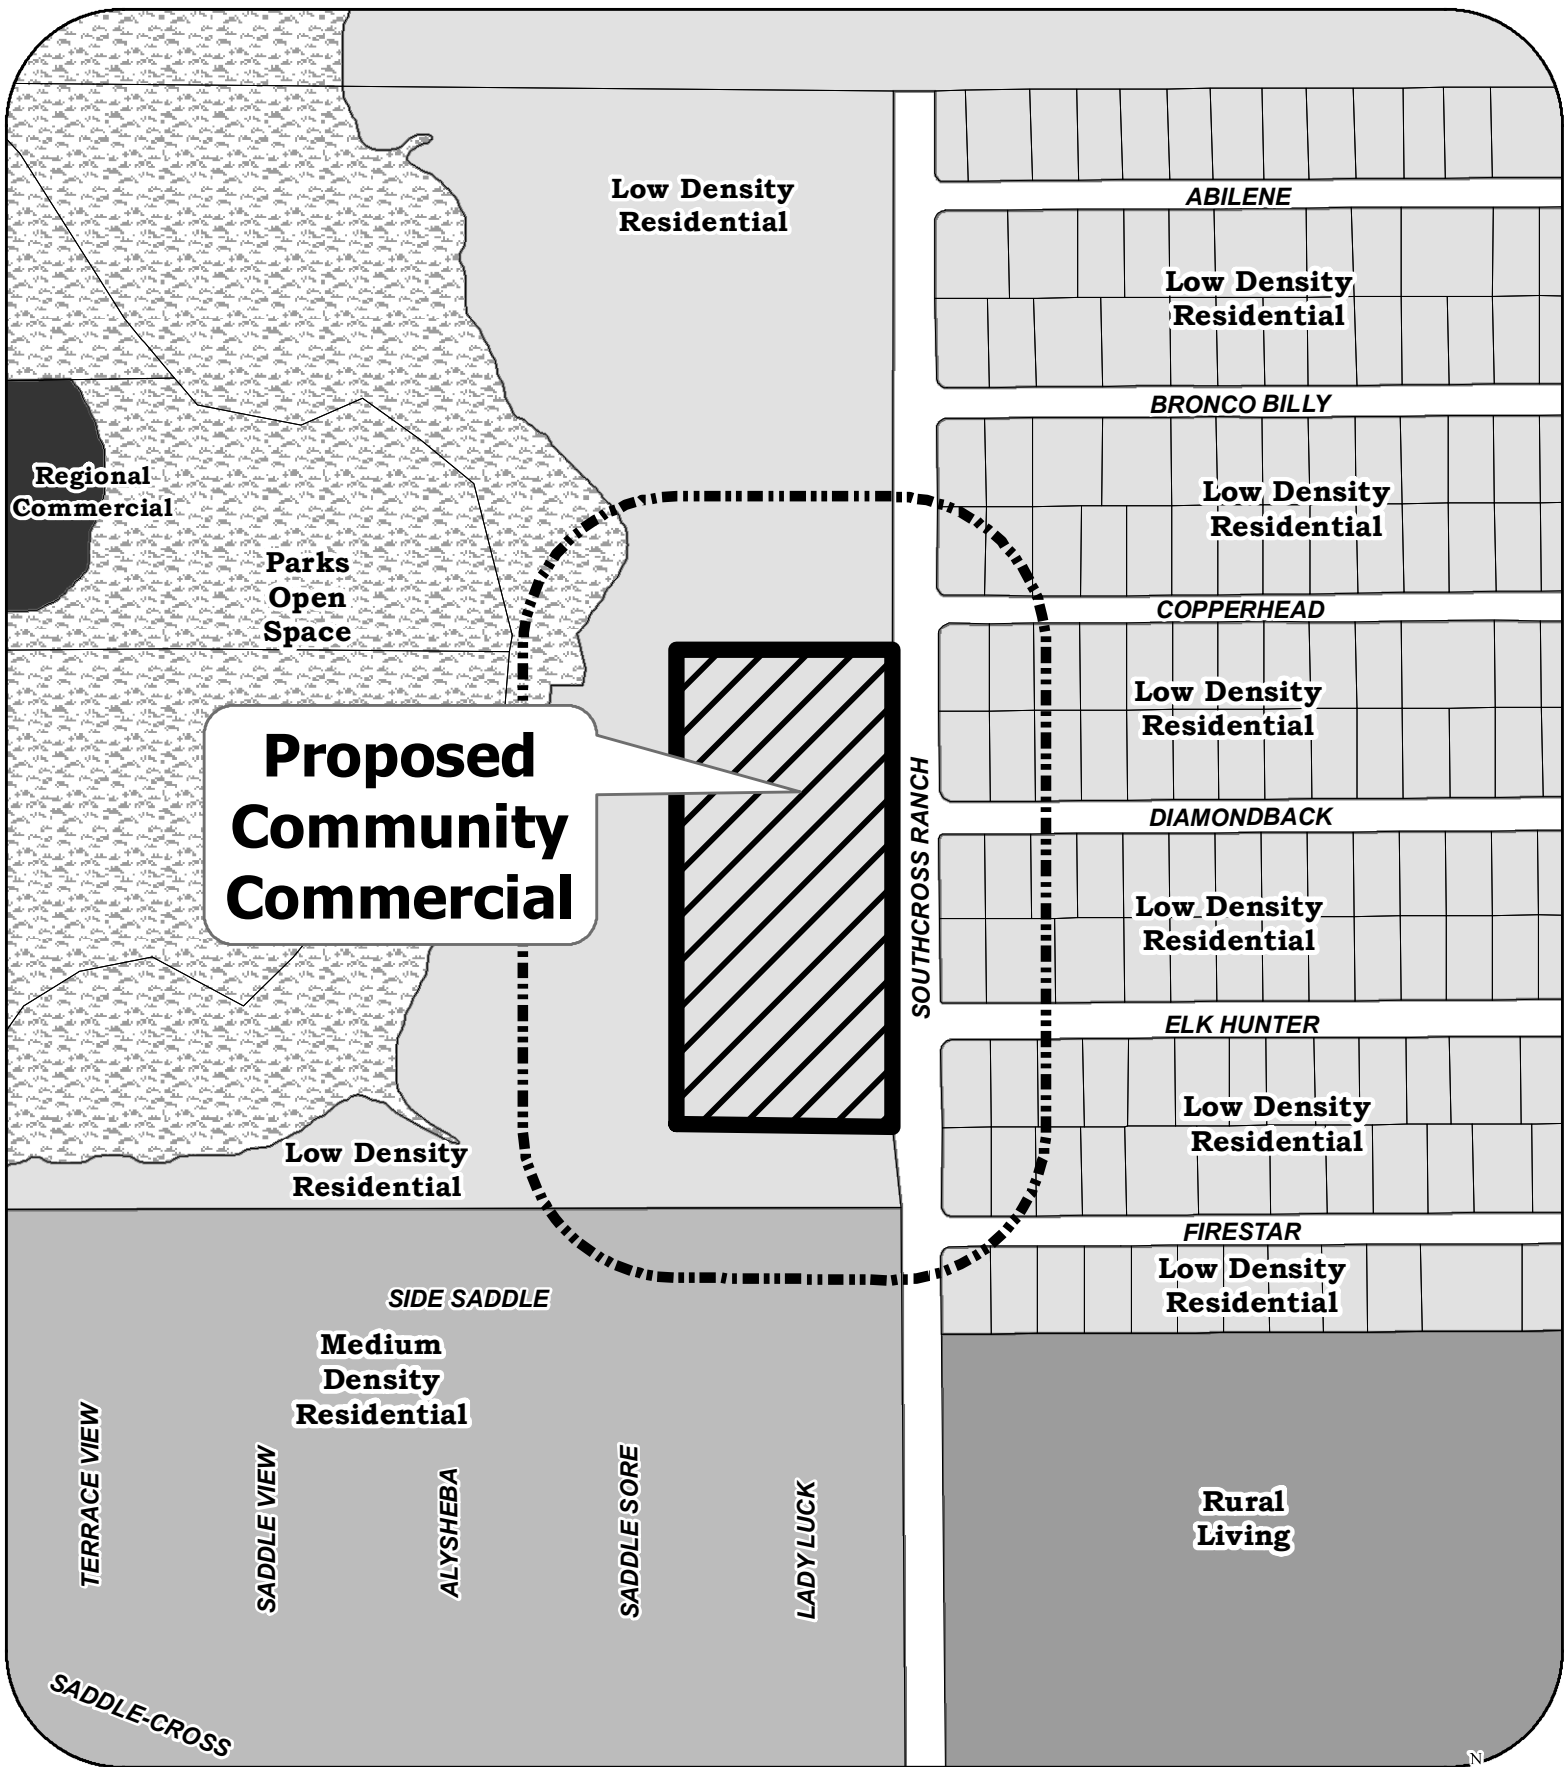 Low Density
Residential
ABILENE
Low Density
Residential
BRONCO BILLY
Regional
Commercial
Low Density
Residential
Parks
Open
Space
COPPERHEAD
Low Density
Residential
Proposed
Community
Commercial
SOUTHCROSS RANCH
DIAMONDBACK
Low Density
Residential
ELK HUNTER
Low Density
Residential
Low Density
Residential
FIRESTAR
Low Density
Residential
SIDE SADDLE
Medium
Density
Residential
TERRACE VIEW
SADDLE VIEW
ALYSHEBA
SADDLE SORE
LADY LUCK
Rural
Living
SADDLE-CROSS
N